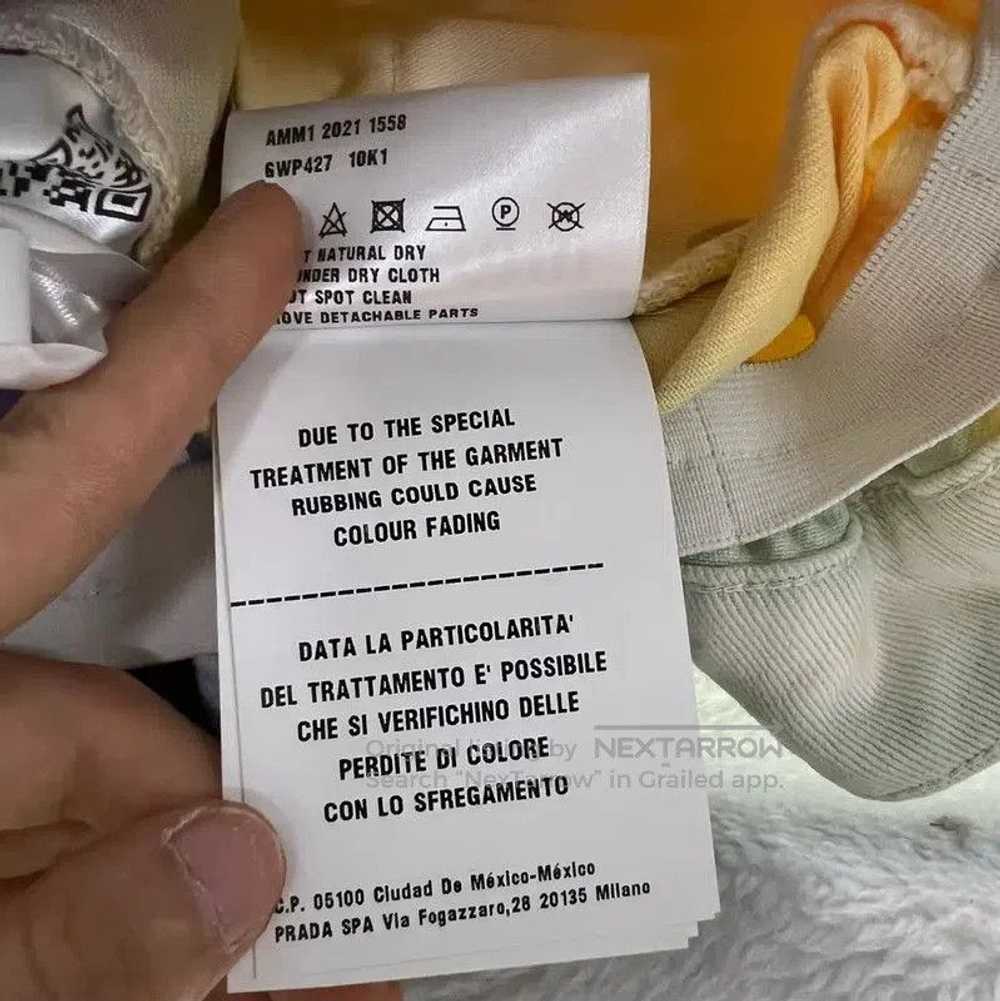 AMM1 2021 1558
GWP427 10K1
P
NATURAL DRY
DRY CLOTH
SPOT CLEAN
DETACHABLE PARTS
DUE TO THE SPECIAL
TREATMENT OF THE GARMENT
RUBBING COULD CAUSE
COLOUR FADING
DATA LA PARTICOLARITA'
DEL TRATTAMENTO E' POSSIBILE
CHE SI VERIFICHINO DELLE
PERDITE DI COLORE
CON LO SFREGAMENTO
Original listing by NEXTARROW
Search "NexTarrow" in Grailed app.
C.P. 05100 Ciudad De México-México
PRADA SPA Via Fogazzaro,28 20135 Milano